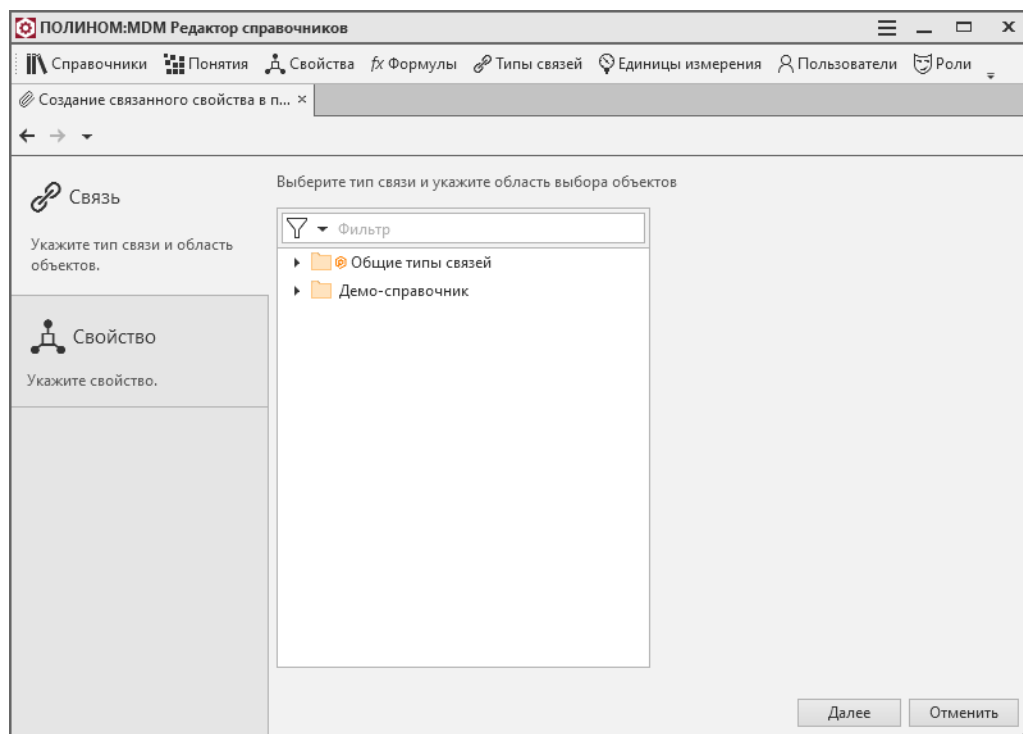 ПОЛИНОМ:MDM Редактор справочников
Справочники Понятия Свойства fx Формулы Типы связей Единицы измерения Пользователи Роли
Создание связанного свойства в п... ×
Связь
Укажите тип связи и область
объектов.
Свойство
Укажите свойство.
Выберите тип связи и укажите область выбора объектов
Фильтр
Общие типы связей
Демо-справочник
Далее Отменить